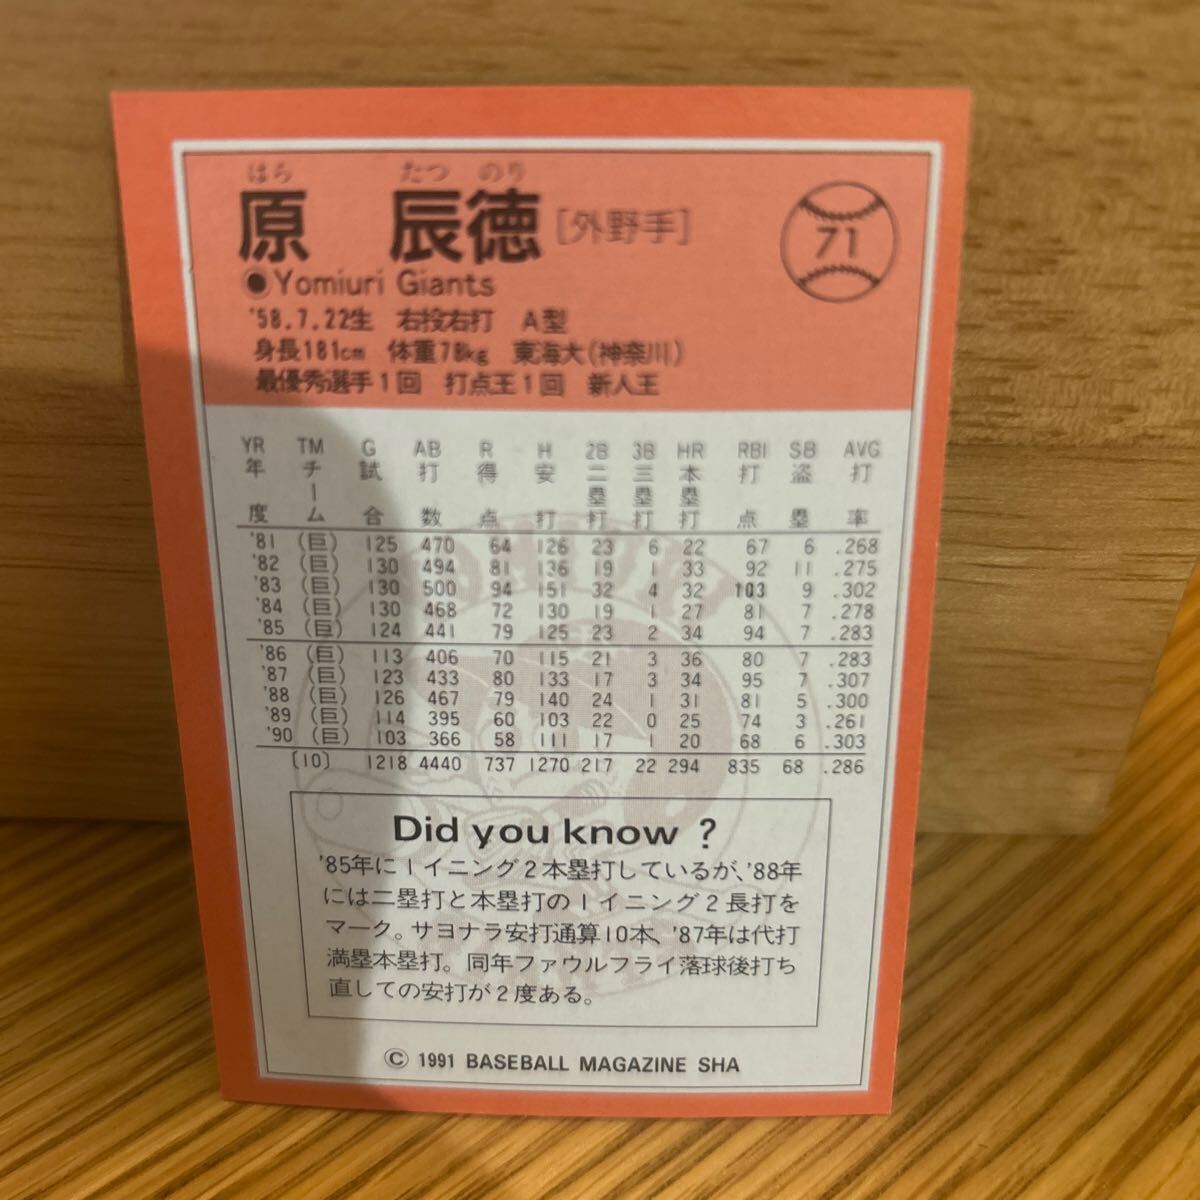 はら たつ のり
原 辰徳 [外野手] 71
●Yomiuri Giants
'58.7.22生 右投右打 A型
身長181cm 体重78kg 東海大(神奈川)
最優秀選手1回 打点王1回 新人王
YR TM G AB R H 2B 3B HR RBI SB AVG
年度 チーム 試合 打数 得点 安打 二塁打 三塁打 本塁打 打点 盗塁 打率
'81 (巨) 125 470 64 126 23 6 22 67 6 .268
'82 (巨) 130 494 81 136 19 1 33 92 11 .275
'83 (巨) 130 500 94 151 32 4 32 103 9 .302
'84 (巨) 130 468 72 130 19 1 27 81 7 .278
'85 (巨) 124 441 79 125 23 2 34 94 7 .283
'86 (巨) 113 406 70 115 21 3 36 80 7 .283
'87 (巨) 123 433 80 133 17 3 34 95 7 .307
'88 (巨) 126 467 79 140 24 1 31 81 5 .300
'89 (巨) 114 395 60 103 22 0 25 74 3 .261
'90 (巨) 103 366 58 111 17 1 20 68 6 .303
[10] 1218 4440 737 1270 217 22 294 835 68 .286
Did you know ?
'85年に1イニング2本塁打しているが、'88年
には二塁打と本塁打の1イニング2長打を
マーク。サヨナラ安打通算10本、'87年は代打
満塁本塁打。同年ファウルフライ落球後打ち
直しての安打が2度ある。
© 1991 BASEBALL MAGAZINE SHA